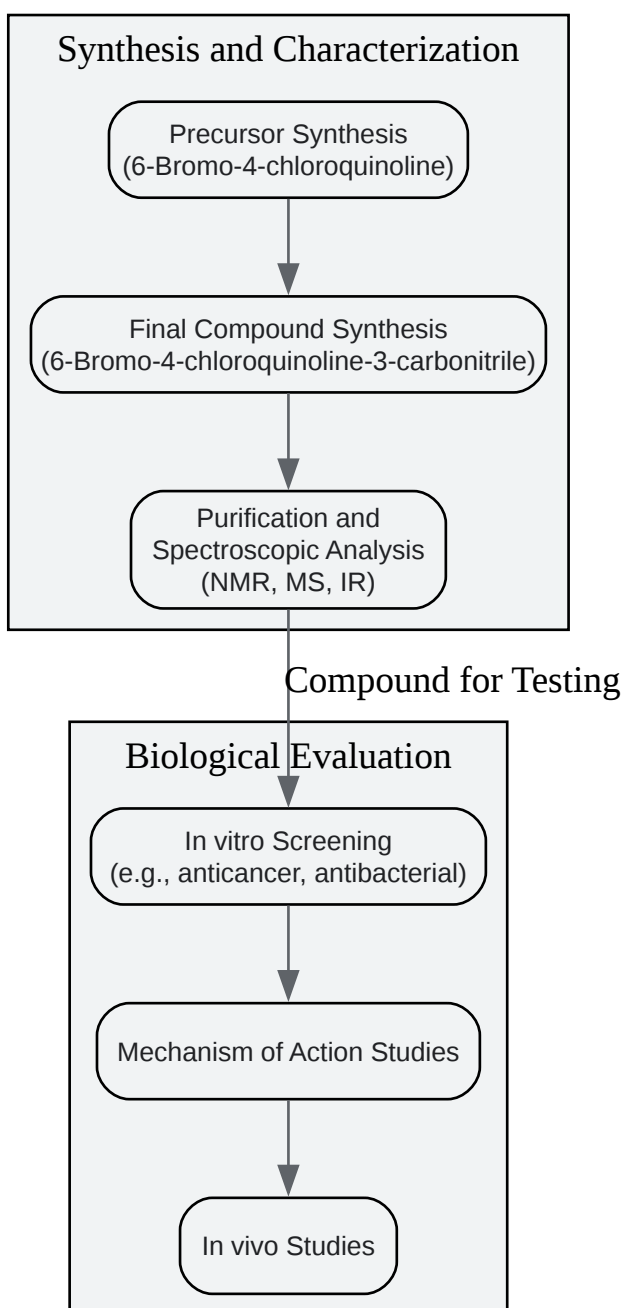 Synthesis and Characterization
Precursor Synthesis
(6-Bromo-4-chloroquinoline)
Final Compound Synthesis
(6-Bromo-4-chloroquinoline-3-carbonitrile)
Purification and
Spectroscopic Analysis
(NMR, MS, IR)
Compound for Testing
Biological Evaluation
In vitro Screening
(e.g., anticancer, antibacterial)
Mechanism of Action Studies
In vivo Studies